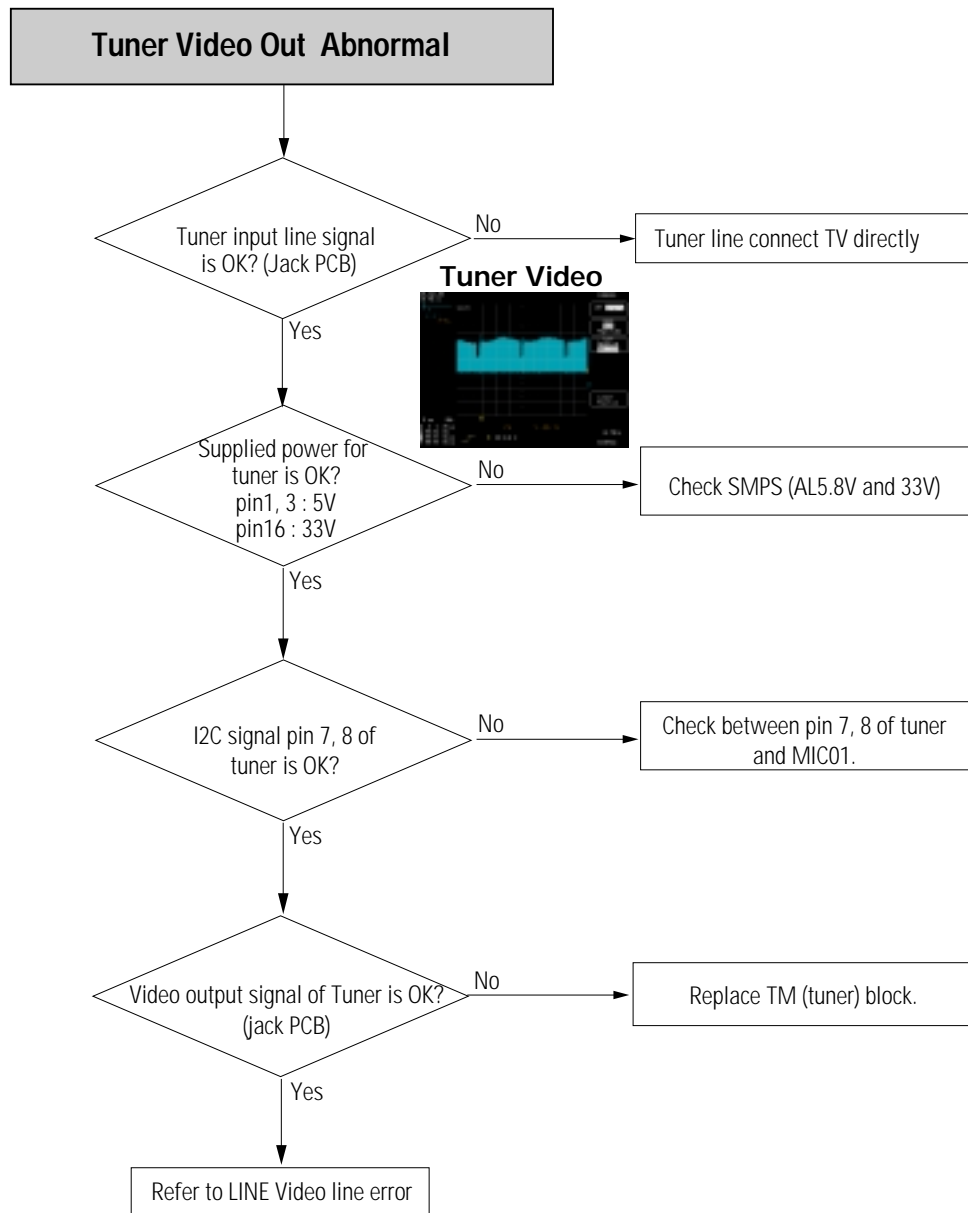 Tuner Video Out Abnormal
Tuner input line signal
is OK? (Jack PCB)
No
Tuner line connect TV directly
Tuner Video
Yes
Supplied power for
tuner is OK?
pin1, 3 : 5V
pin16 : 33V
No
Check SMPS (AL5.8V and 33V)
Yes
I2C signal pin 7, 8 of
tuner is OK?
No
Check between pin 7, 8 of tuner
and MIC01.
Yes
Video output signal of Tuner is OK?
(jack PCB)
No
Replace TM (tuner) block.
Yes
Refer to LINE Video line error